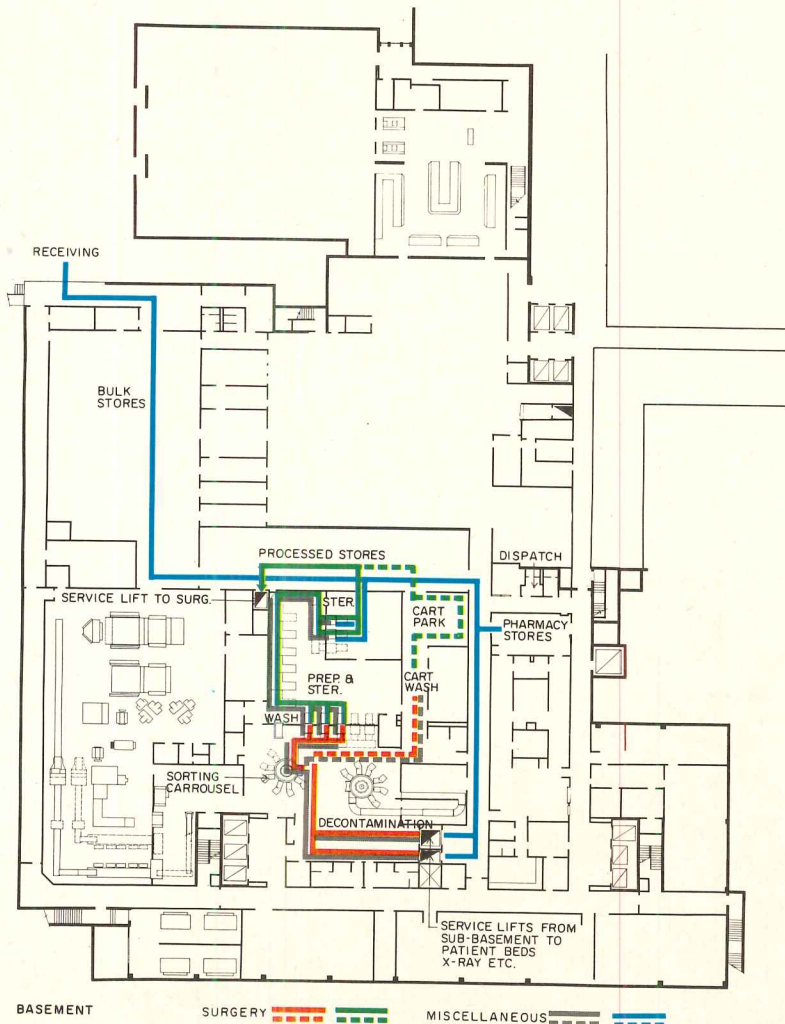 RECEIVING
BULK
STORES
PROCESSED STORES
DISPATCH
SERVICE LIFT TO SURG.
STER.
CART
PARK
PHARMACY
STORES
PREP. &
STER.
CART
WASH
WASH
SORTING
CARROUSEL
DECONTAMINATION
SERVICE LIFTS FROM
SUB-BASEMENT TO
PATIENT BEDS
X-RAY ETC.
BASEMENT
SURGERY
MISCELLANEOUS